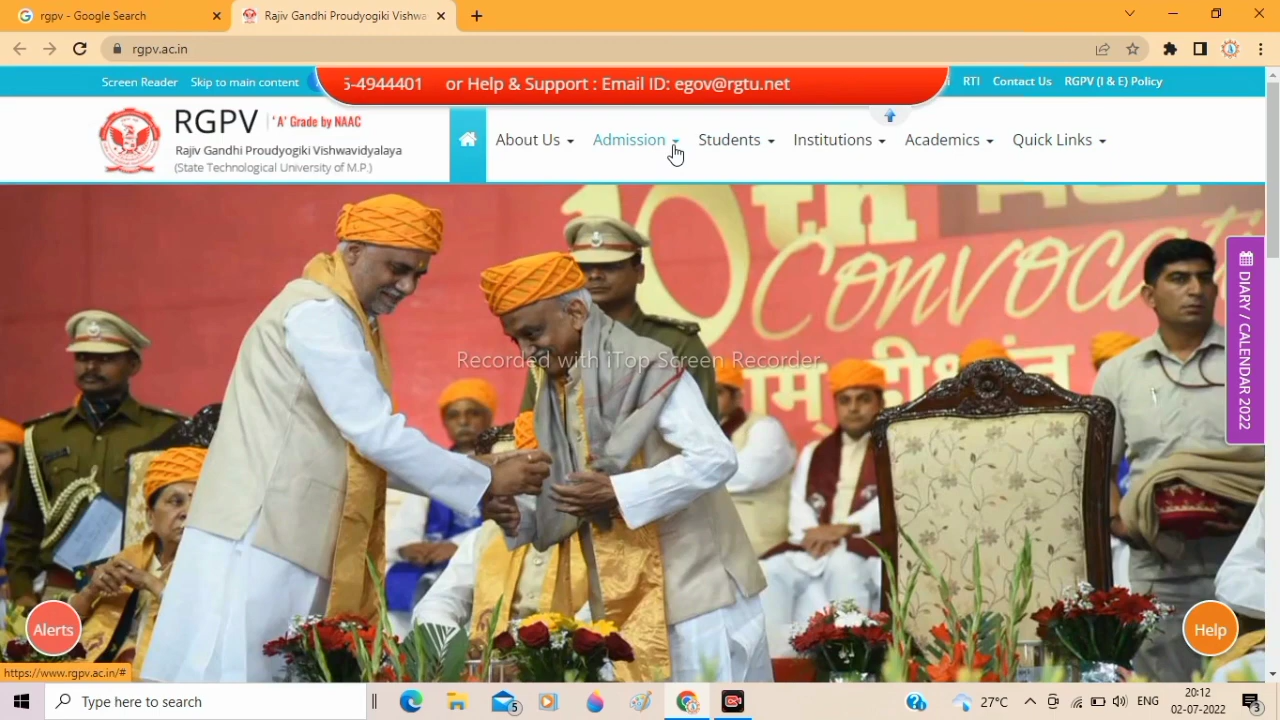 rgpv - Google Search
Rajiv Gandhi Proudyogiki Vishwa
rgpv.ac.in
Screen Reader
Skip to main content
5-4944401 or Help & Support : Email ID: egov@rgtu.net
RTI
Contact Us
RGPV (I & E) Policy
RGPV
'A' Grade by NAAC
Rajiv Gandhi Proudyogiki Vishwavidyalaya
(State Technological University of M.P.)
About Us
Admission
Students
Institutions
Academics
Quick Links
Convocati
DIARY / CALENDAR 2022
Recorded with iTop Screen Recorder
Alerts
Help
https://www.rgpv.ac.in/#
Type here to search
5
27°C
ENG
20:12
02-07-2022
3